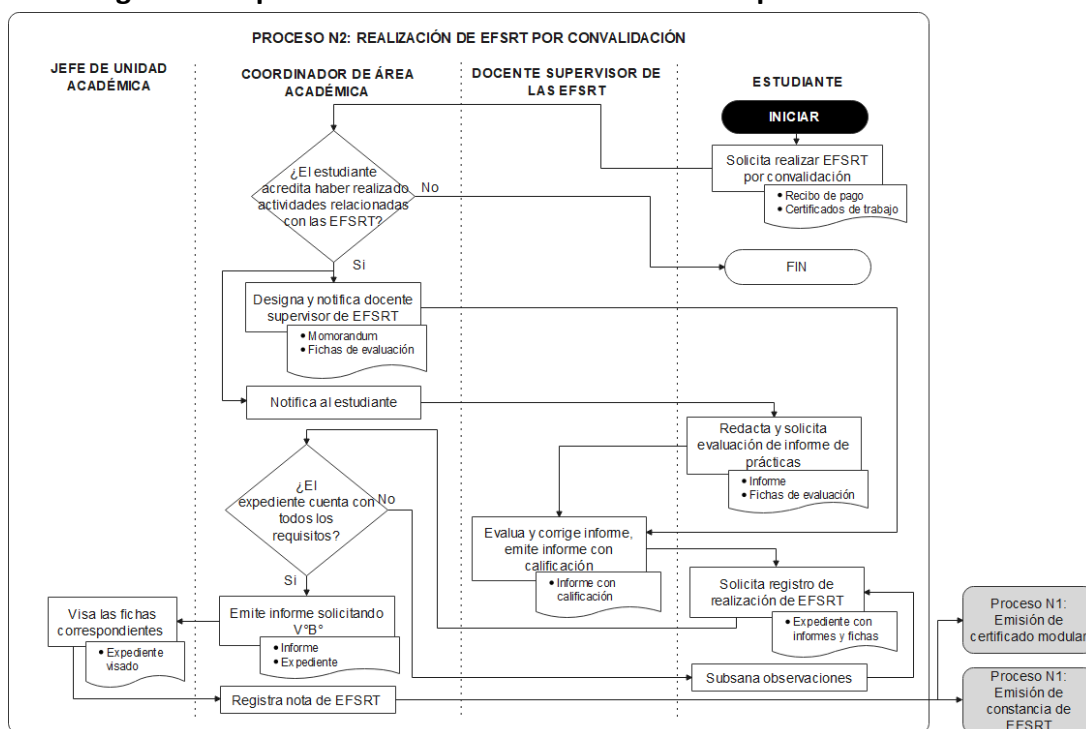 PROCESO N2: REALIZACIÓN DE EFSRT POR CONVALIDACIÓN
JEFE DE UNIDAD
ACADÉMICA
COORDINADOR DE ÁREA
ACADÉMICA
DOCENTE SUPERVISOR DE
LAS EFSRT
ESTUDIANTE
INICIAR
Solicita realizar EFSRT
por convalidación
• Recibo de pago
• Certificados de trabajo
¿El estudiante
acredita haber realizado
actividades relacionadas
con las EFSRT?
No
Si
FIN
Designa y notifica docente
supervisor de EFSRT
• Momorandum
• Fichas de evaluación
Notifica al estudiante
Redacta y solicita
evaluación de informe de
prácticas
• Informe
• Fichas de evaluación
¿El
expediente cuenta con
todos los
requisitos?
No
Si
Evalua y corrige informe,
emite informe con
calificación
• Informe con
calificación
Solicita registro de
realización de EFSRT
• Expediente con
informes y fichas
Visa las fichas
correspondientes
• Expediente
visado
Emite informe solicitando
V°B°
• Informe
• Expediente
Subsana observaciones
Registra nota de EFSRT
Proceso N1:
Emisión de
certificado modular
Proceso N1:
Emisión de
constancia de
EFSRT